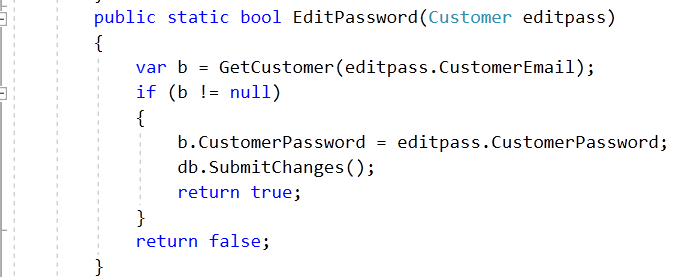 public static bool EditPassword(Customer editpass)
{
var b = GetCustomer(editpass.CustomerEmail);
if (b != null)
{
b.CustomerPassword = editpass.CustomerPassword;
db.SubmitChanges();
return true;
}
return false;
}